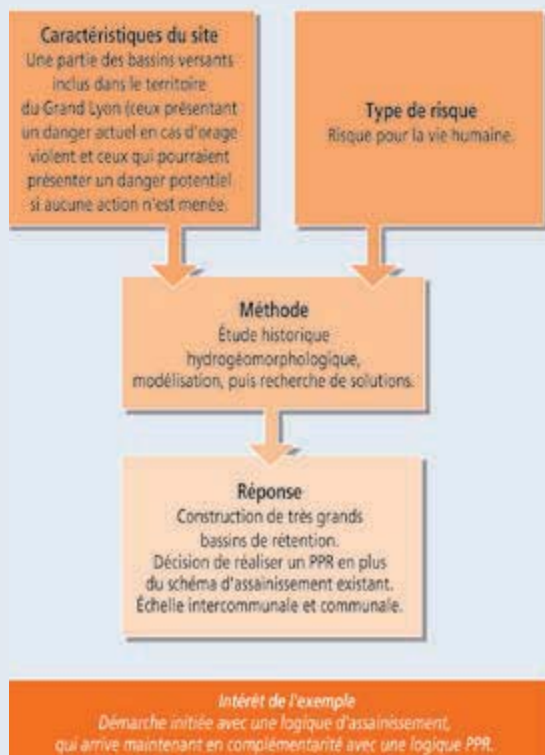 Caractéristiques du site
Une partie des bassins versants
inclus dans le territoire
du Grand Lyon (ceux présentant
un danger actuel en cas d'orage
violent et ceux qui pourraient
présenter un danger potentiel
si aucune action n'est menée.
Type de risque
Risque pour la vie humaine.
Méthode
Étude historique
hydrogéomorphologique,
modélisation, puis recherche de solutions.
Réponse
Construction de très grands
bassins de rétention.
Décision de réaliser un PPR en plus
du schéma d'assainissement existant.
Échelle intercommunale et communale.
Intérêt de l'exemple
Démarche initiée avec une logique d'assainissement,
qui arrive maintenant en complémentarité avec une logique PPR.